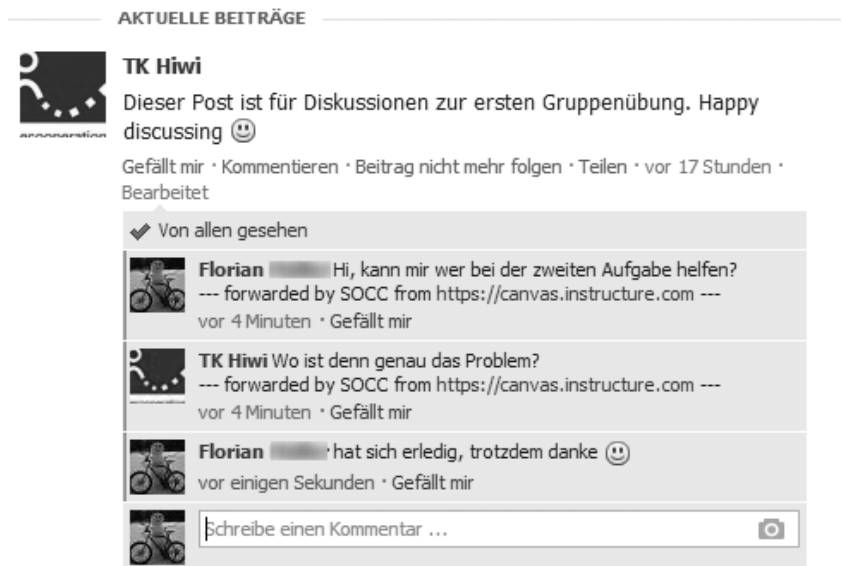 AKTUELLE BEITRÄGE
TK Hiwi
Dieser Post ist für Diskussionen zur ersten Gruppenübung. Happy
discussing
Gefällt mir · Kommentieren · Beitrag nicht mehr folgen · Teilen · vor 17 Stunden ·
Bearbeitet
Von allen gesehen
Florian Hi, kann mir wer bei der zweiten Aufgabe helfen?
--- forwarded by SOCC from https://canvas.instructure.com ---
vor 4 Minuten · Gefällt mir
TK Hiwi Wo ist denn genau das Problem?
--- forwarded by SOCC from https://canvas.instructure.com ---
vor 4 Minuten · Gefällt mir
Florian hat sich erledig, trotzdem danke
vor einigen Sekunden · Gefällt mir
Schreibe einen Kommentar ...